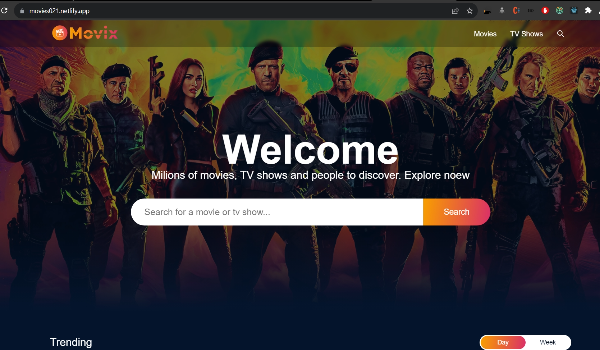 movies021.netlify.app
Movix
Movies TV Shows
Welcome
Milions of movies, TV shows and people to discover. Explore noew
Search for a movie or tv show... Search
Trending Day Week